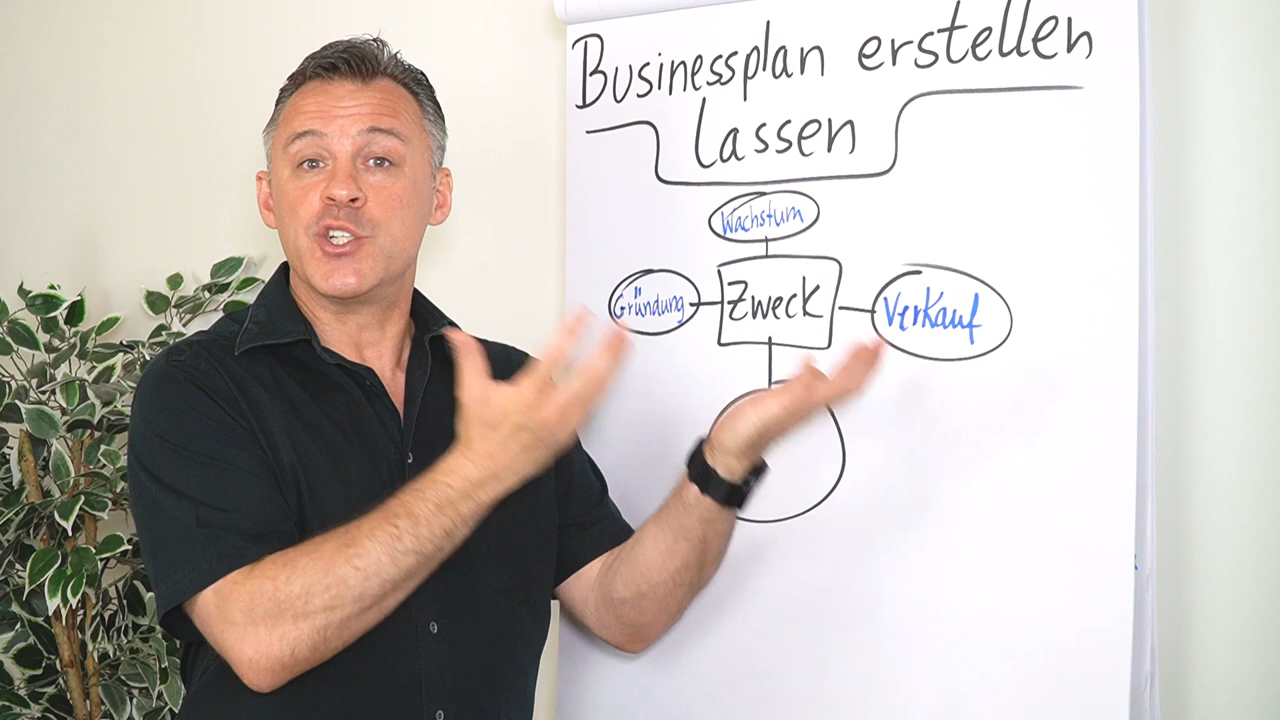 Businessplan erstellen
lassen
Wachstum
Gründung
Zweck
Verkauf